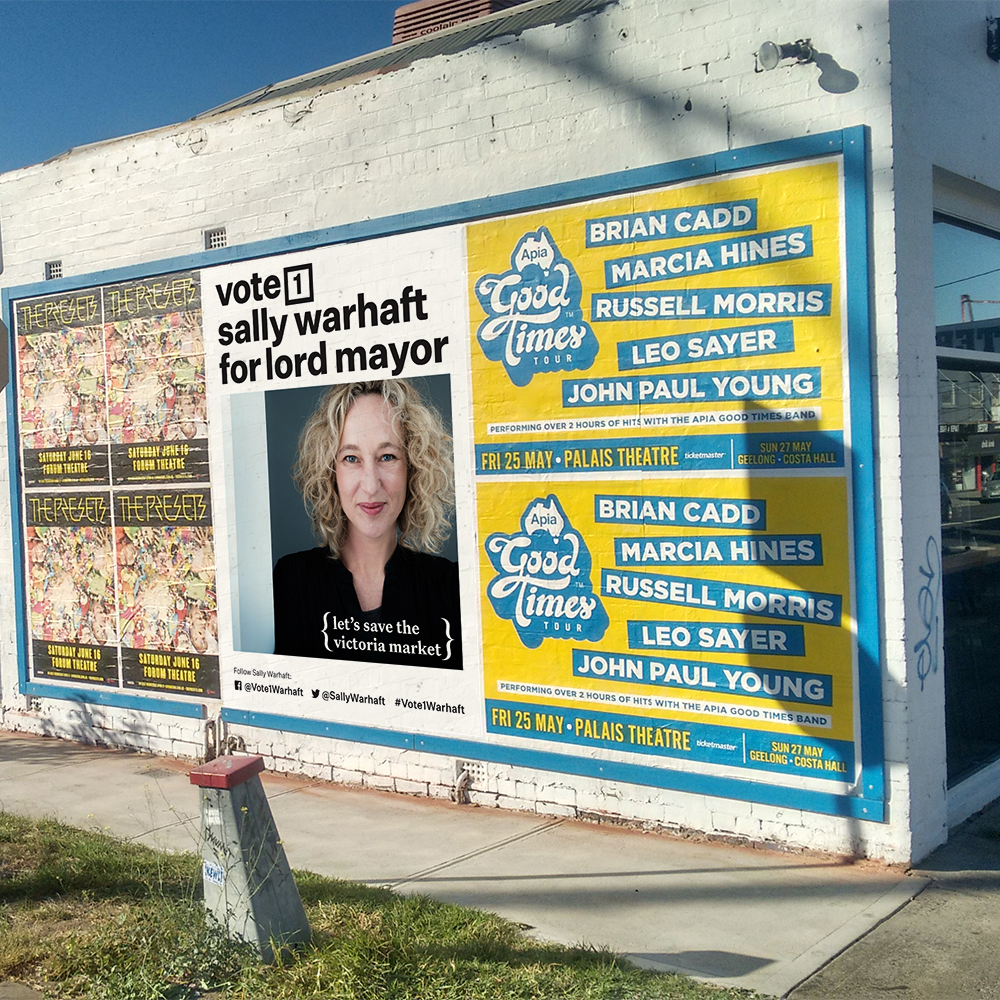 coolair
THE PRESETS
SATURDAY JUNE 16
FORUM THEATRE
THE PRESETS
SATURDAY JUNE 16
FORUM THEATRE
THE PRESETS
SATURDAY JUNE 16
FORUM THEATRE
THE PRESETS
SATURDAY JUNE 16
FORUM THEATRE
vote 1
sally warhaft
for lord mayor
{let's save the
victoria market}
Follow Sally Warhaft:
@Vote1Warhaft @SallyWarhaft #Vote1Warhaft
Apia
Good
Times
TM
TOUR
BRIAN CADD
MARCIA HINES
RUSSELL MORRIS
LEO SAYER
JOHN PAUL YOUNG
PERFORMING OVER 2 HOURS OF HITS WITH THE APIA GOOD TIMES BAND
FRI 25 MAY • PALAIS THEATRE ticketmaster
SUN 27 MAY
GEELONG • COSTA HALL
Apia
Good
Times
TM
TOUR
BRIAN CADD
MARCIA HINES
RUSSELL MORRIS
LEO SAYER
JOHN PAUL YOUNG
PERFORMING OVER 2 HOURS OF HITS WITH THE APIA GOOD TIMES BAND
FRI 25 MAY • PALAIS THEATRE ticketmaster
SUN 27 MAY
GEELONG • COSTA HALL